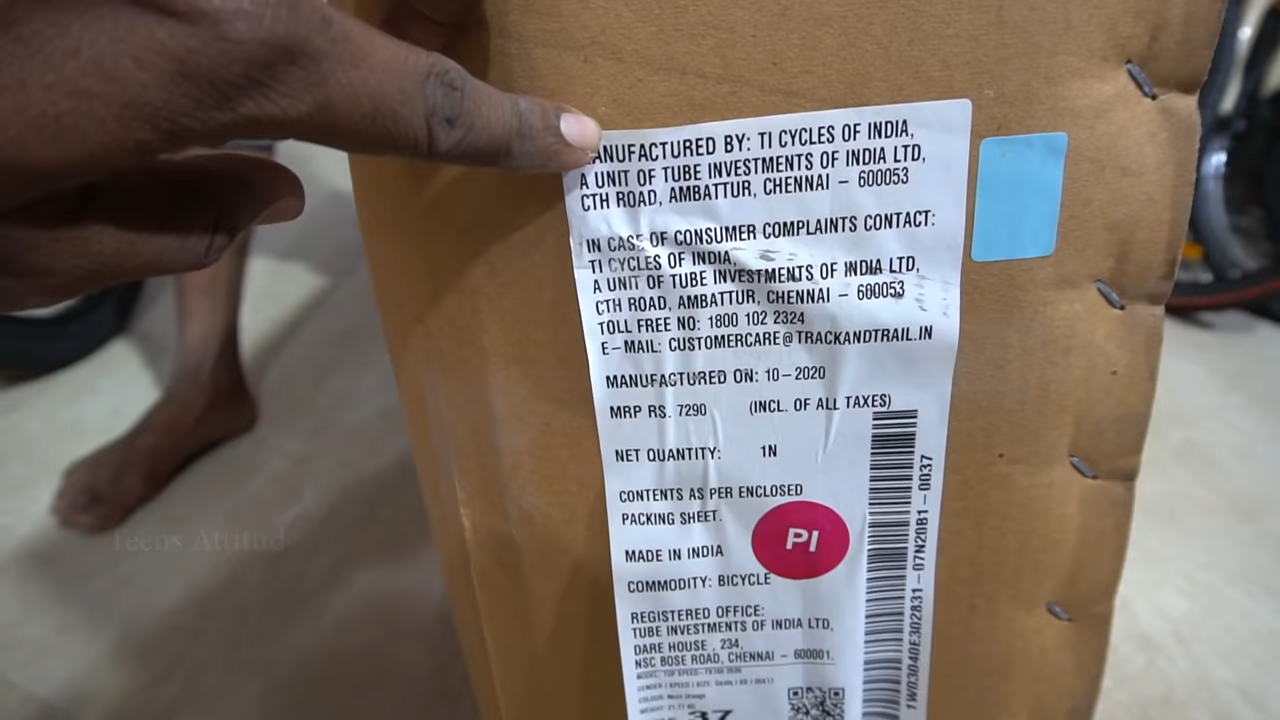 ANUFACTURED BY: TI CYCLES OF INDIA,
A UNIT OF TUBE INVESTMENTS OF INDIA LTD,
CTH ROAD, AMBATTUR, CHENNAI – 600053
IN CASE OF CONSUMER COMPLAINTS CONTACT:
TI CYCLES OF INDIA,
A UNIT OF TUBE INVESTMENTS OF INDIA LTD,
CTH ROAD, AMBATTUR, CHENNAI – 600053
TOLL FREE NO: 1800 102 2324
E-MAIL: CUSTOMERCARE@TRACKANDTRAIL.IN
MANUFACTURED ON: 10-2020
MRP RS. 7290 (INCL. OF ALL TAXES)
NET QUANTITY: 1N
CONTENTS AS PER ENCLOSED
PACKING SHEET.
PI
MADE IN INDIA
COMMODITY: BICYCLE
REGISTERED OFFICE:
TUBE INVESTMENTS OF INDIA LTD,
DARE HOUSE , 234,
NSC BOSE ROAD, CHENNAI – 600001.
37
1W03040E302831-07N20B1-0037
Teens Attitude